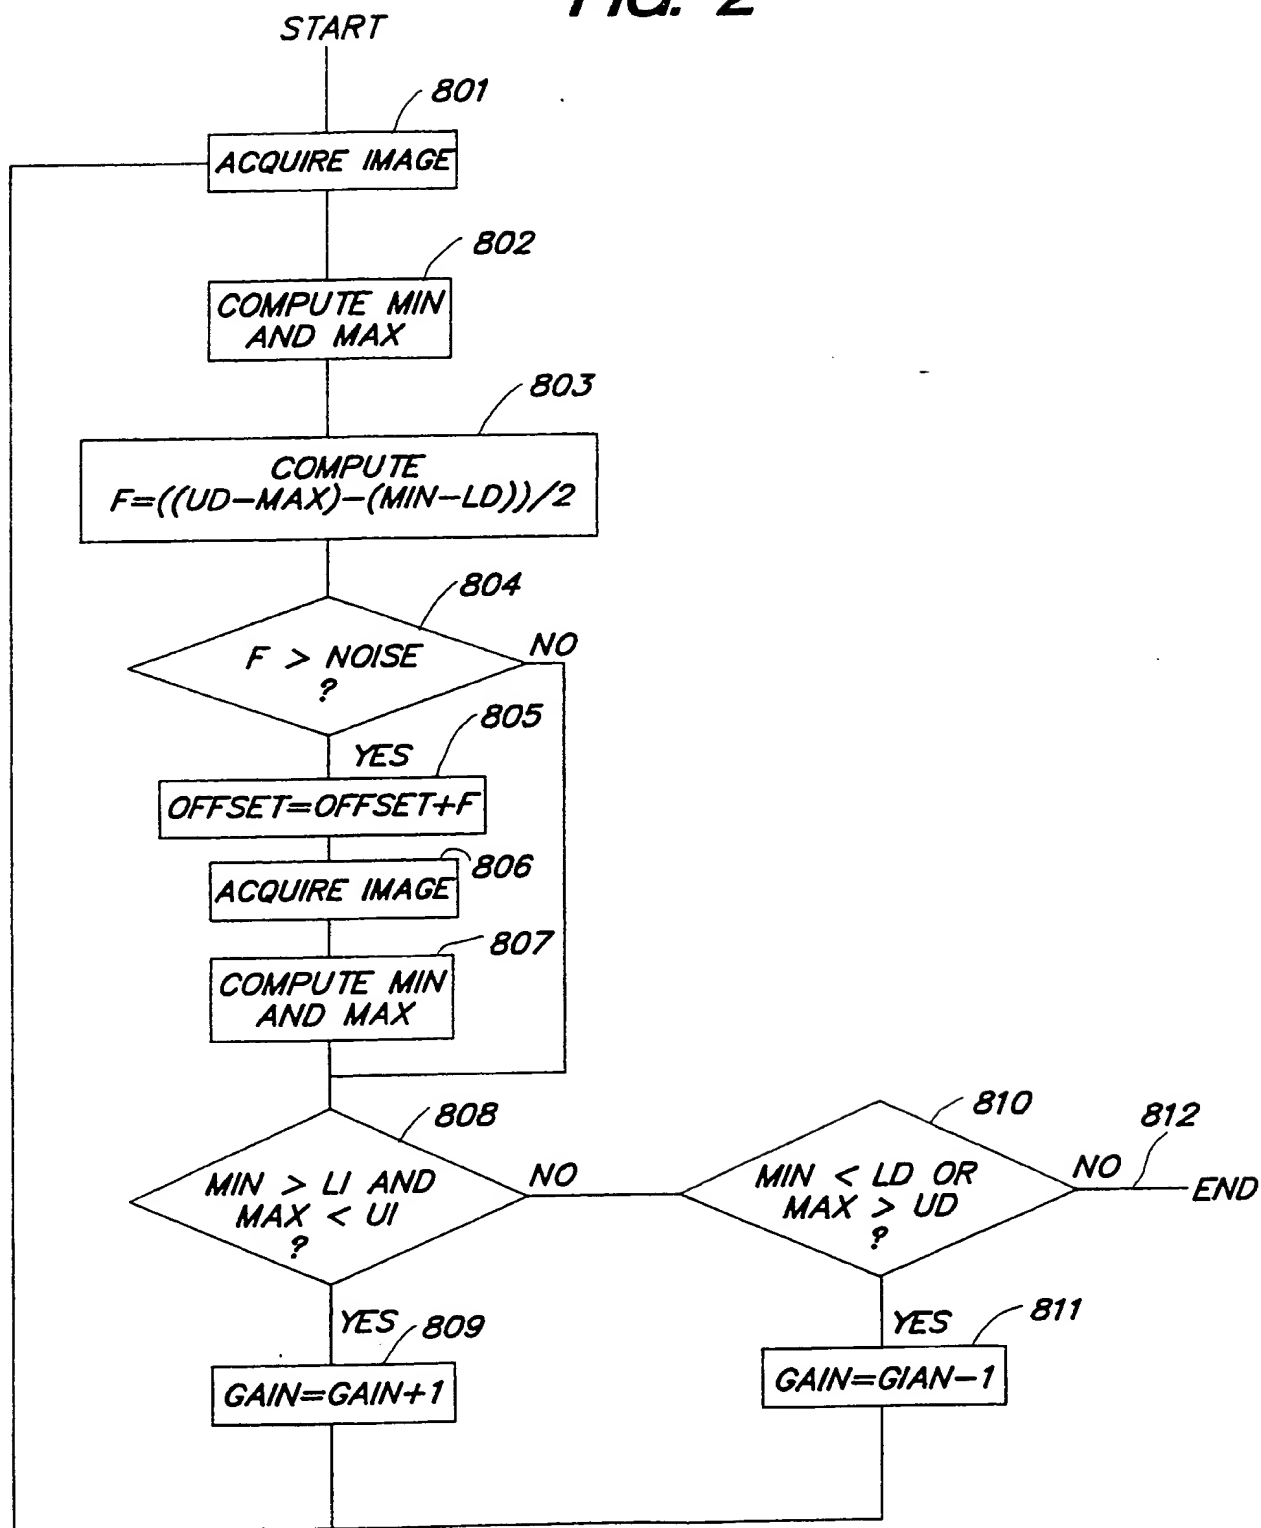 FIG. 2
START
801
ACQUIRE IMAGE
802
COMPUTE MIN
AND MAX
803
COMPUTE
F=((UD-MAX)-(MIN-LD))/2
804
F > NOISE
?
NO
805
YES
OFFSET=OFFSET+F
806
ACQUIRE IMAGE
807
COMPUTE MIN
AND MAX
808
MIN > LI AND
MAX < UI
?
NO
810
MIN < LD OR
MAX > UD
?
NO
812
END
YES
809
GAIN=GAIN+1
YES
811
GAIN=GIAN-1